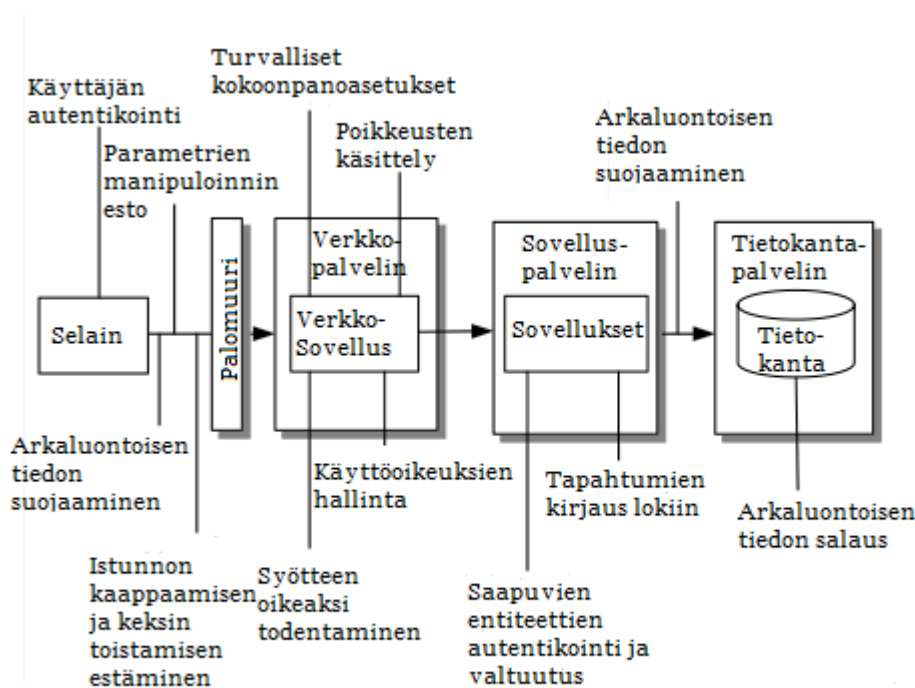 Turvalliset
kokoonpanoasetukset
Käyttäjän
autentikointi
Poikkeusten
käsittely
Arkaluontoisen
tiedon
suojaaminen
Parametrien
manipuloinnin
esto
Palomuuri
Verkko-
palvelin
Sovellus-
palvelin
Tietokanta-
palvelin
Selain
Verkko-
Sovellus
Sovellukset
Tieto-
kanta
Arkaluontoisen
tiedon
suojaaminen
Käyttöoikeuksien
hallinta
Tapahtumien
kirjaus lokiin
Arkaluontoisen
tiedon salaus
Istunnon
kaappaamisen
ja keksin
toistamisen
estäminen
Syötteen
oikeaksi
todentaminen
Saapuvien
entiteettien
autentikointi ja
valtuutus